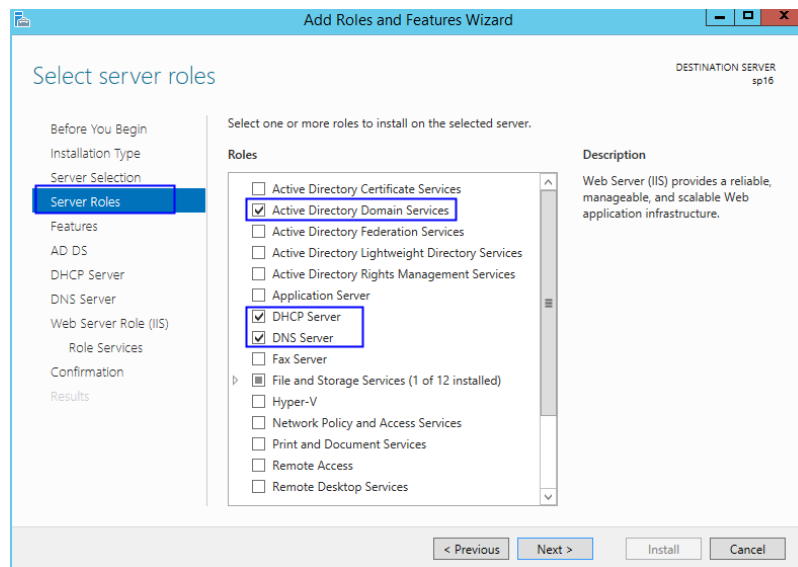 Add Roles and Features Wizard
Select server roles
DESTINATION SERVER
sp16
Before You Begin
Installation Type
Server Selection
Server Roles
Features
AD DS
DHCP Server
DNS Server
Web Server Role (IIS)
Role Services
Confirmation
Results
Select one or more roles to install on the selected server.
Roles
Active Directory Certificate Services
Active Directory Domain Services
Active Directory Federation Services
Active Directory Lightweight Directory Services
Active Directory Rights Management Services
Application Server
DHCP Server
DNS Server
Fax Server
File and Storage Services (1 of 12 installed)
Hyper-V
Network Policy and Access Services
Print and Document Services
Remote Access
Remote Desktop Services
Description
Web Server (IIS) provides a reliable,
manageable, and scalable Web
application infrastructure.
< Previous
Next >
Install
Cancel